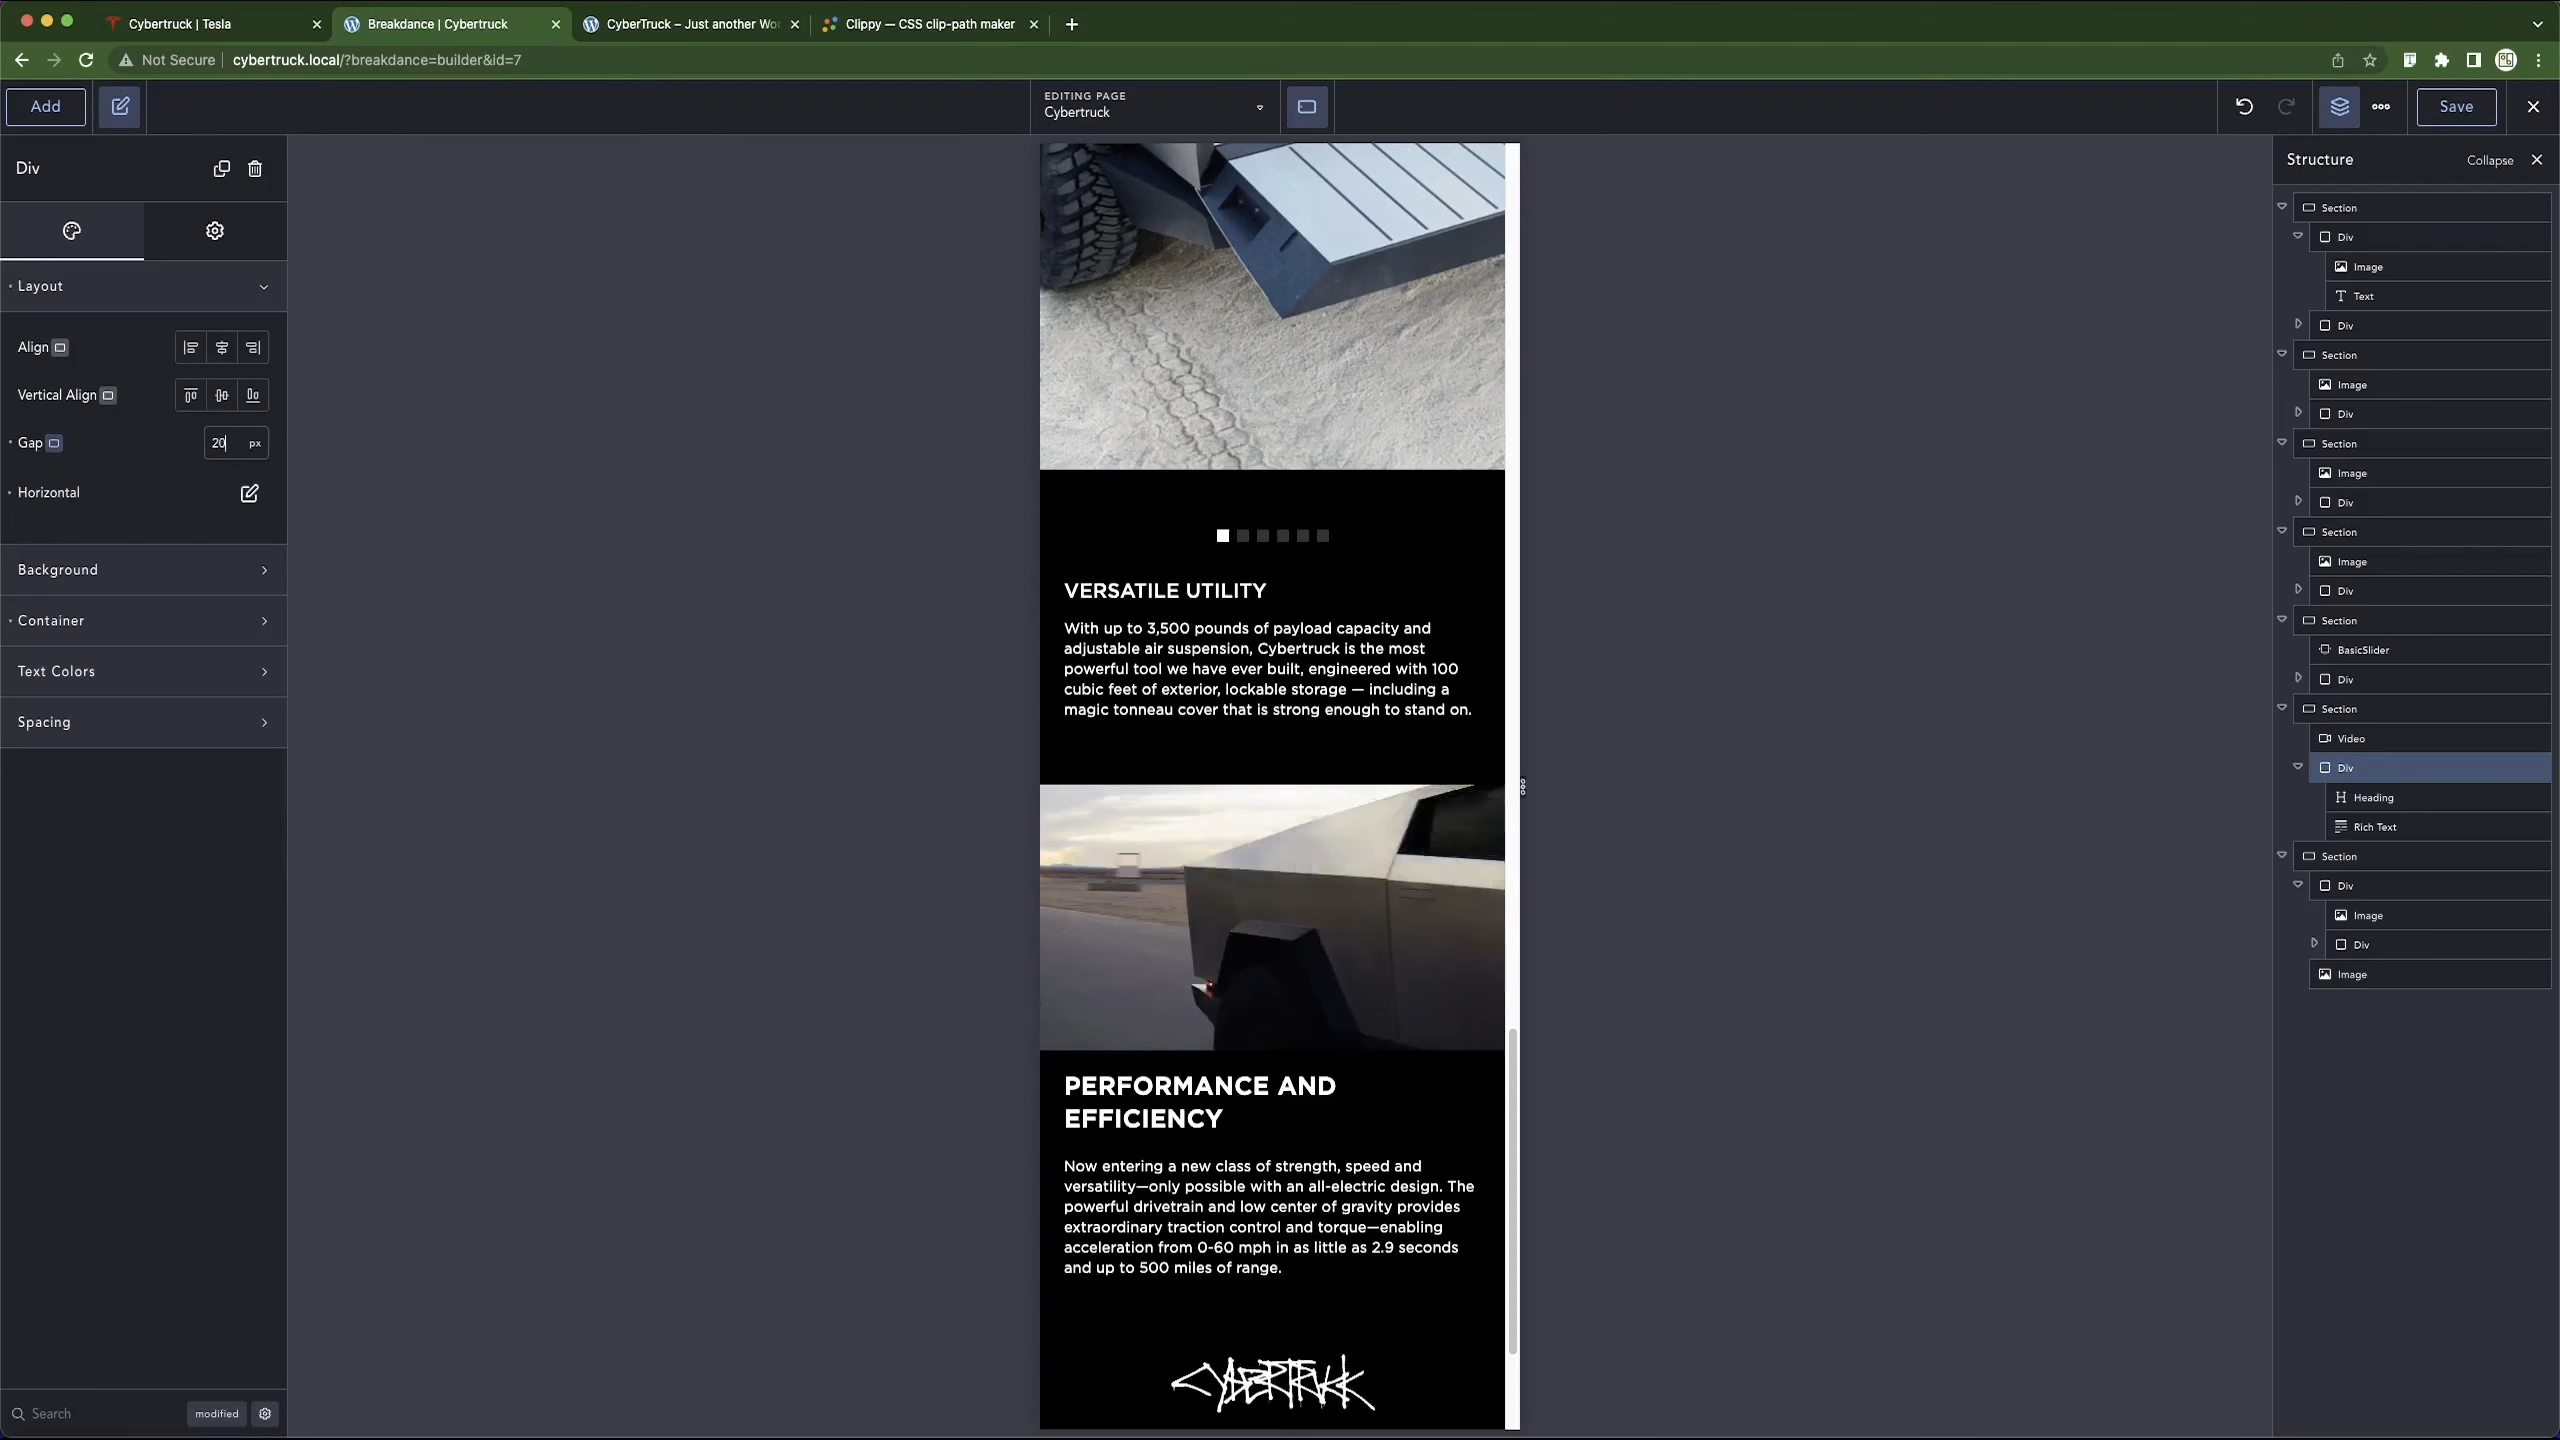 Cybertruck | Tesla
Breakdance | Cybertruck
CyberTruck – Just another Wor
Clippy — CSS clip-path maker
Not Secure
cybertruck.local/?breakdance=builder&id=7
Add
EDITING PAGE
Cybertruck
Save
Div
Layout
Align
Vertical Align
Gap
20
px
Horizontal
Background
Container
Text Colors
Spacing
Search
modified
VERSATILE UTILITY
With up to 3,500 pounds of payload capacity and
adjustable air suspension, Cybertruck is the most
powerful tool we have ever built, engineered with 100
cubic feet of exterior, lockable storage — including a
magic tonneau cover that is strong enough to stand on.
PERFORMANCE AND
EFFICIENCY
Now entering a new class of strength, speed and
versatility—only possible with an all-electric design. The
powerful drivetrain and low center of gravity provides
extraordinary traction control and torque—enabling
acceleration from 0-60 mph in as little as 2.9 seconds
and up to 500 miles of range.
CYBERTRUCK
Structure
Collapse
Section
Div
Image
Text
Div
Section
Image
Div
Section
Image
Div
Section
Image
Div
Section
BasicSlider
Div
Section
Video
Div
Heading
Rich Text
Section
Div
Image
Div
Image